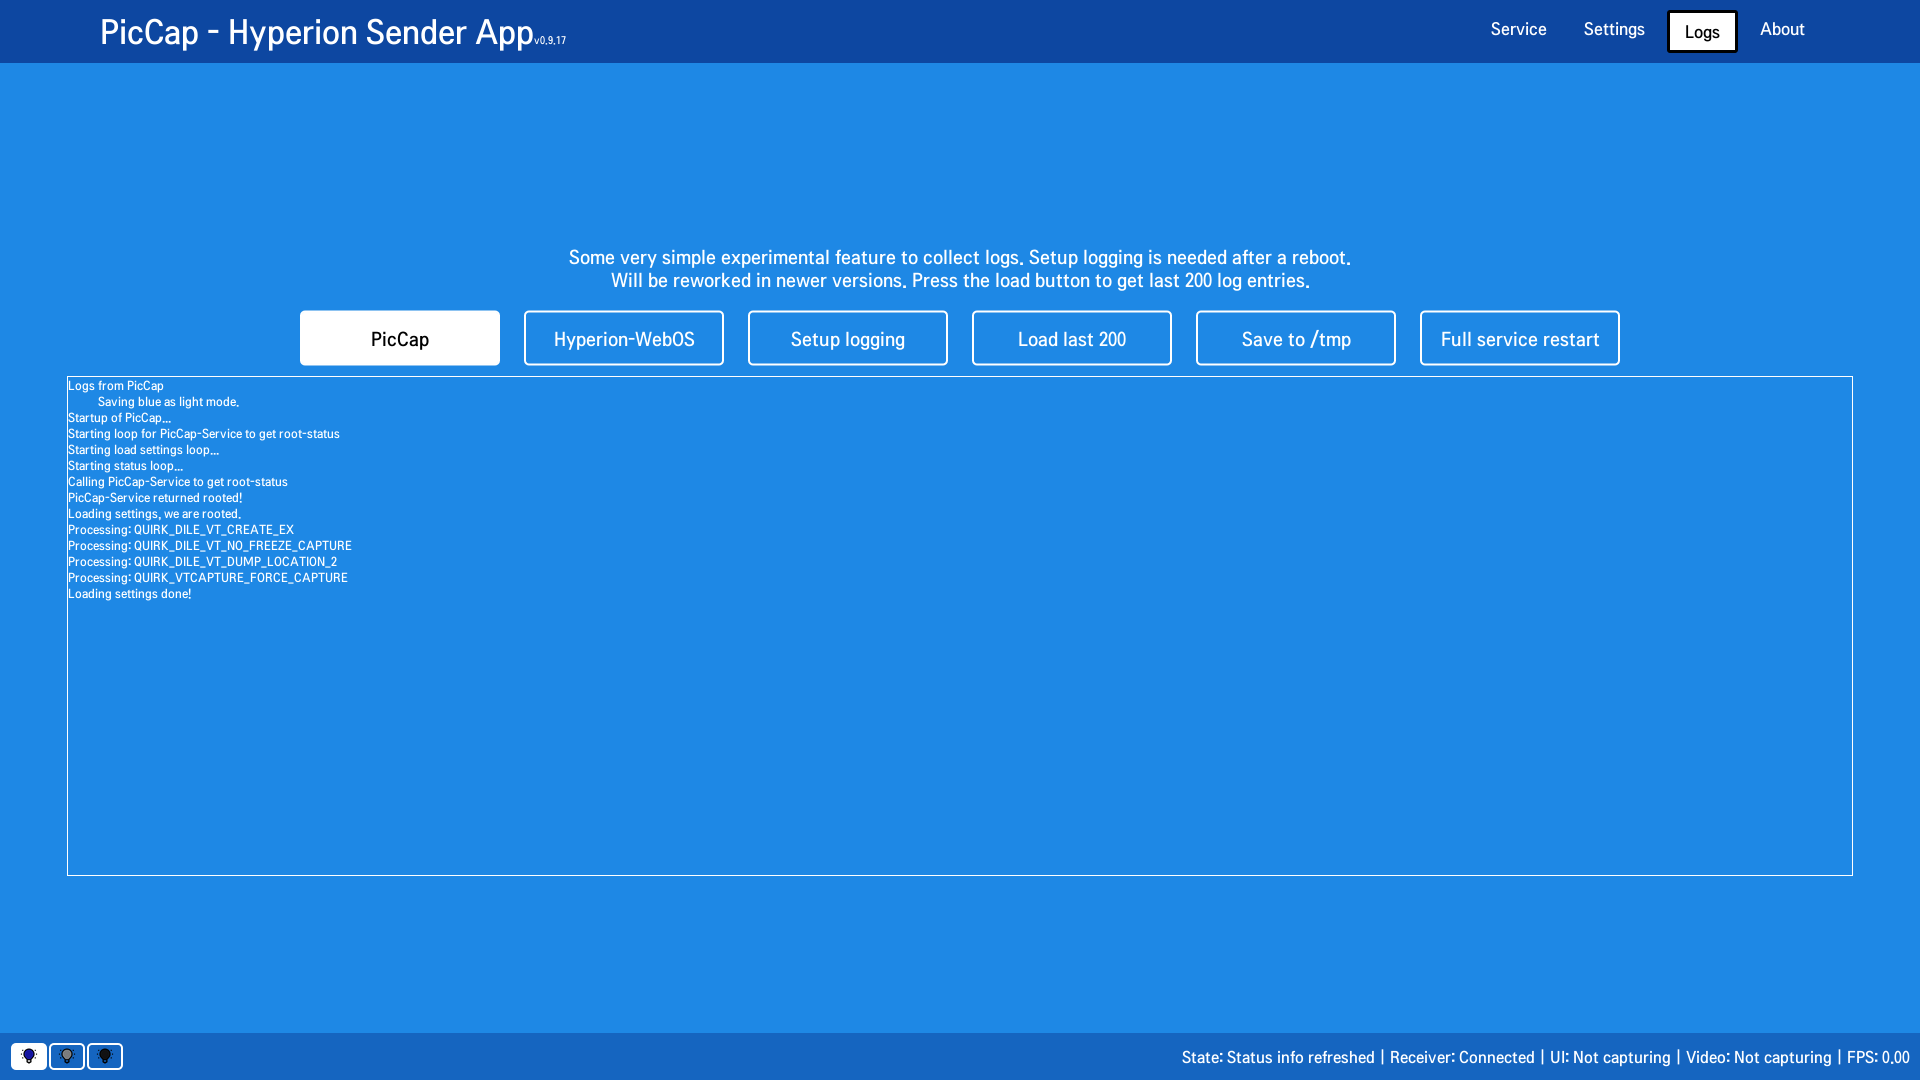 PicCap - Hyperion Sender App v0.9.17
Service Settings Logs About
Some very simple experimental feature to collect logs. Setup logging is needed after a reboot.
Will be reworked in newer versions. Press the load button to get last 200 log entries.
PicCap Hyperion-WebOS Setup logging Load last 200 Save to /tmp Full service restart
Logs from PicCap
Saving blue as light mode.
Startup of PicCap...
Starting loop for PicCap-Service to get root-status
Starting load settings loop...
Starting status loop...
Calling PicCap-Service to get root-status
PicCap-Service returned rooted!
Loading settings, we are rooted.
Processing: QUIRK_DILE_VT_CREATE_EX
Processing: QUIRK_DILE_VT_NO_FREEZE_CAPTURE
Processing: QUIRK_DILE_VT_DUMP_LOCATION_2
Processing: QUIRK_VTCAPTURE_FORCE_CAPTURE
Loading settings done!
State: Status info refreshed | Receiver: Connected | UI: Not capturing | Video: Not capturing | FPS: 0.00